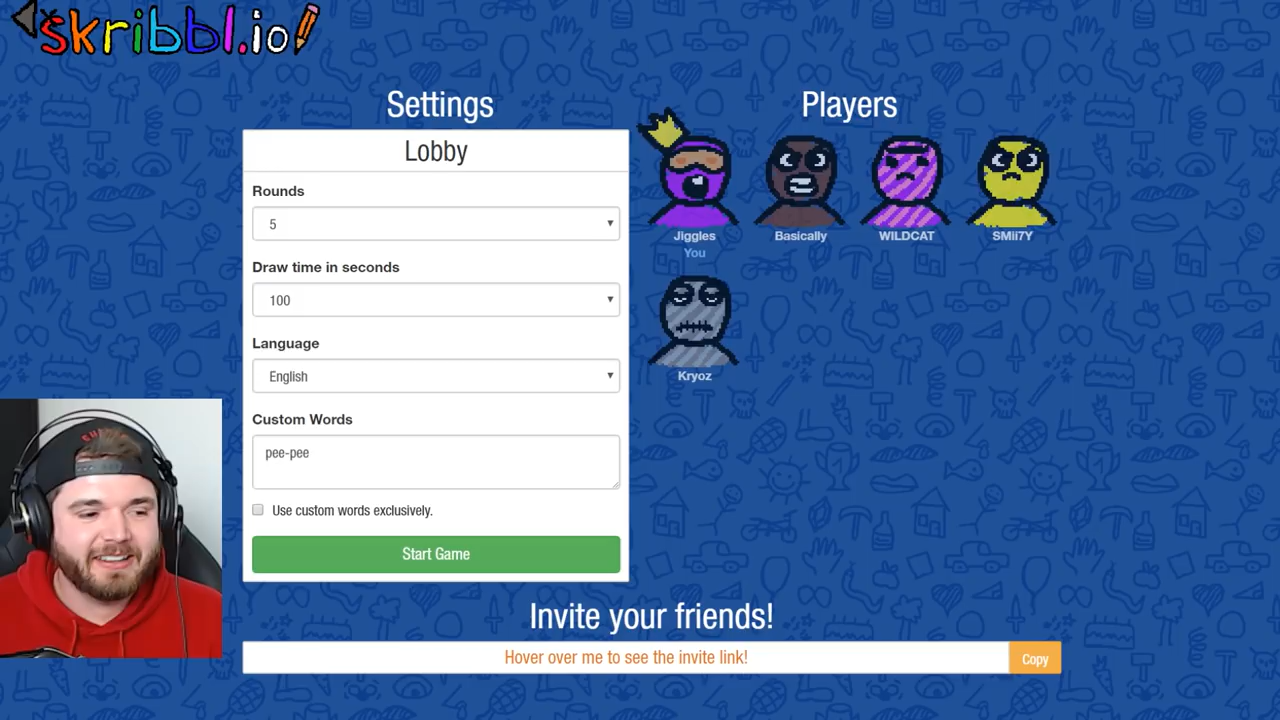 skribbl.io
Settings
Players
Lobby
Rounds
5
Draw time in seconds
100
Language
English
Custom Words
pee-pee
Use custom words exclusively.
Start Game
Jiggles
You
Basically
WILDCAT
SMii7Y
Kryoz
Invite your friends!
Hover over me to see the invite link!
Copy